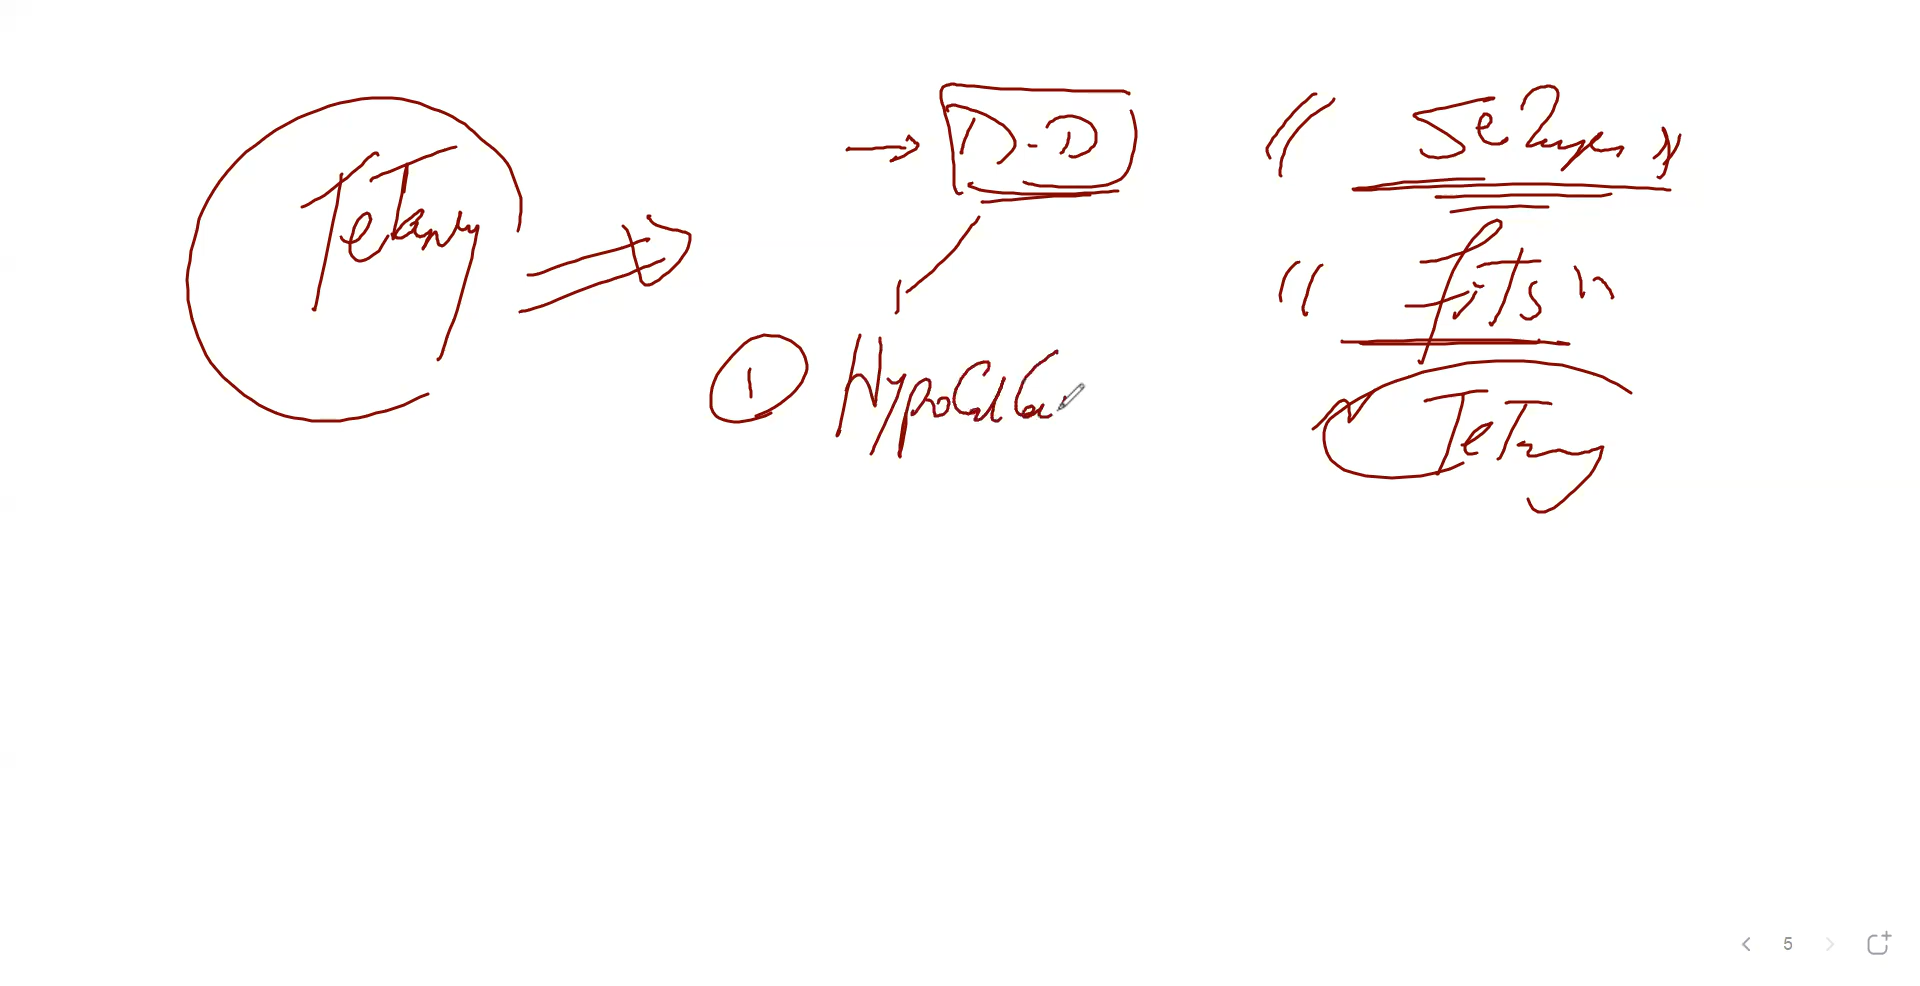 Tetany
D-D
① HypoCalCa
"Seizures"
"fits"
Tetany
5